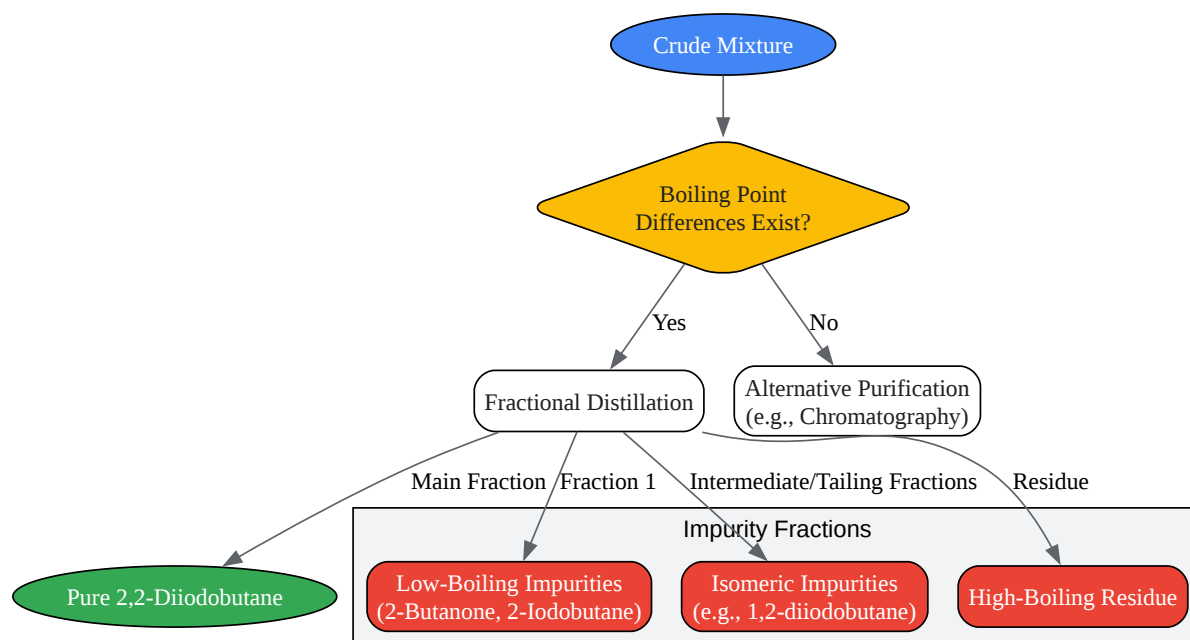 Crude Mixture
Boiling Point
Differences Exist?
Yes
No
Fractional Distillation
Alternative Purification
(e.g., Chromatography)
Main Fraction
Fraction 1
Intermediate/Tailing Fractions
Residue
Impurity Fractions
Pure 2,2-Diiodobutane
Low-Boiling Impurities
(2-Butanone, 2-Iodobutane)
Isomeric Impurities
(e.g., 1,2-diiodobutane)
High-Boiling Residue